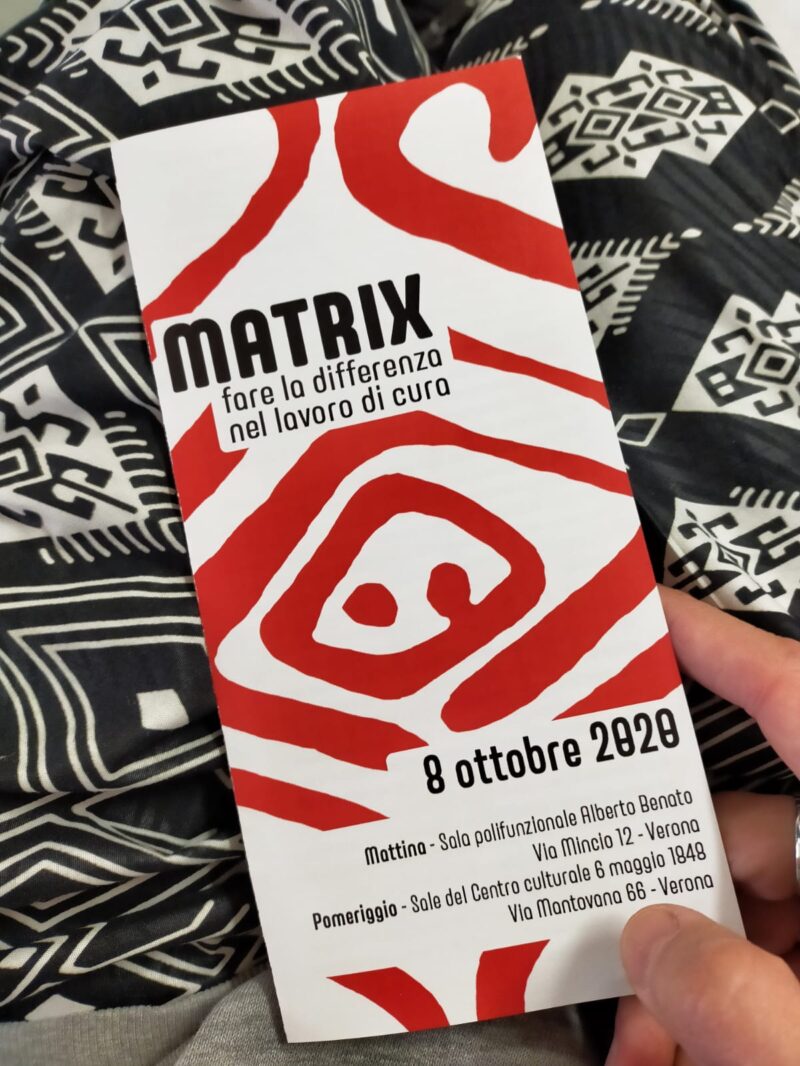 MATRIX
fare la differenza
nel lavoro di cura
8 ottobre 2020
Mattina - Sala polifunzionale Alberto Benato
Via Mincio 12 - Verona
Pomeriggio - Sale del Centro culturale 6 maggio 1848
Via Mantovana 66 - Verona